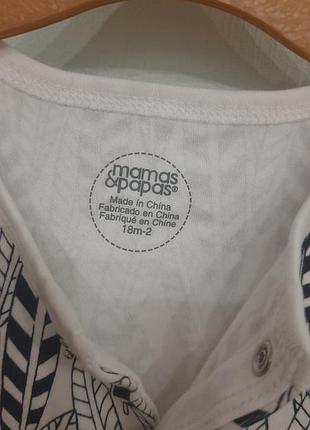 mamas
&papas®
Made in China
Fabricado en China
Fabriqué en Chine
18m-2